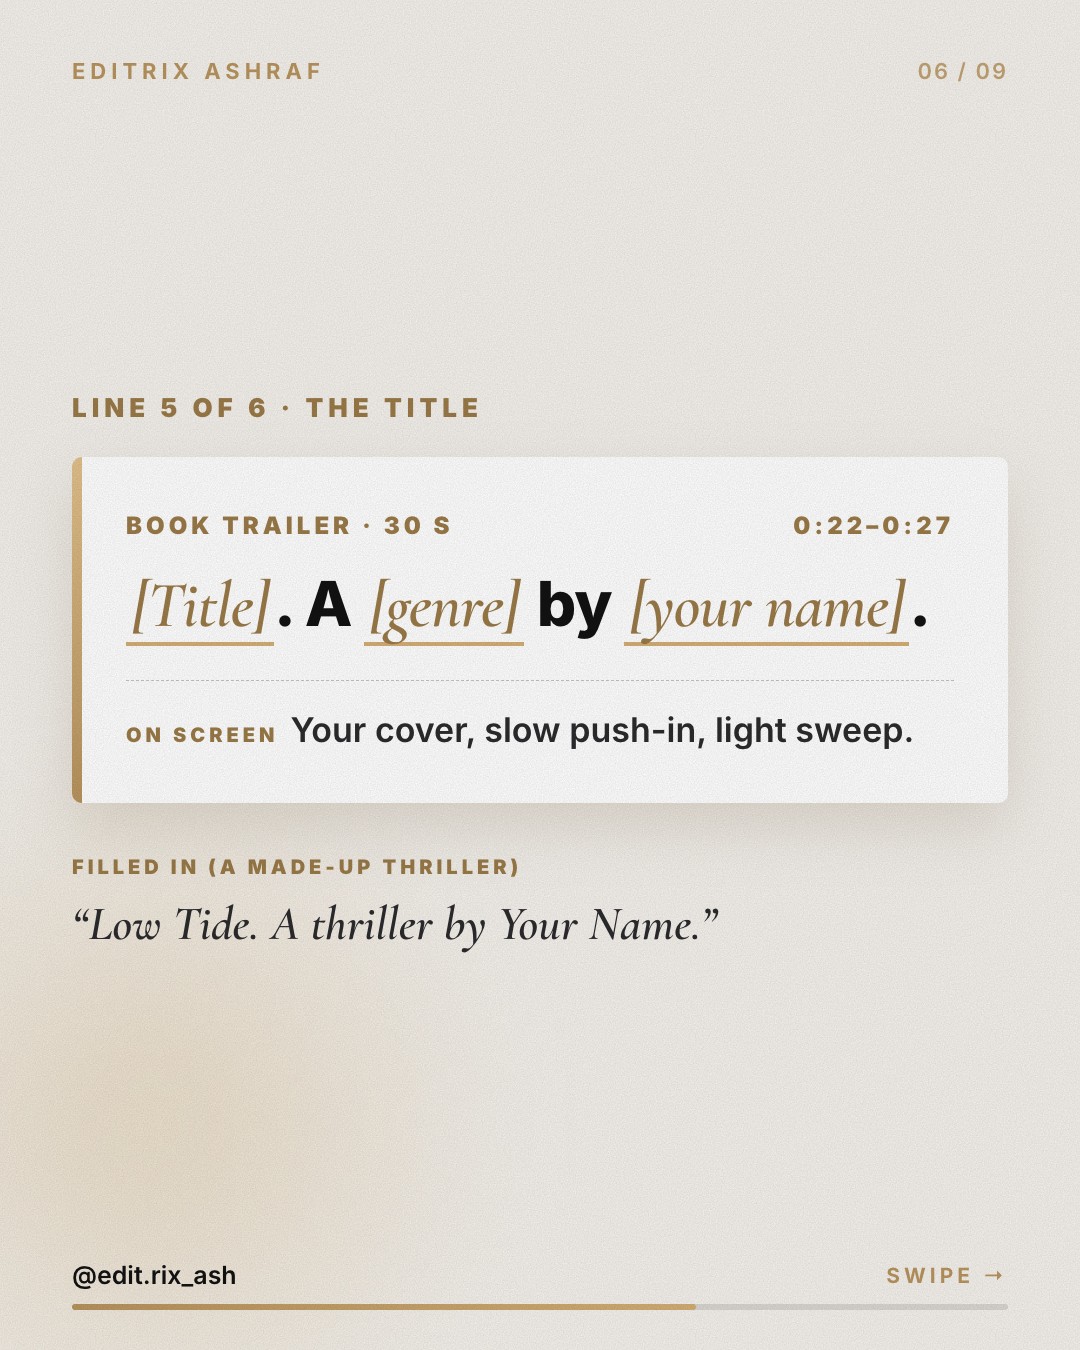 EDITRIX ASHRAF
06 / 09
LINE 5 OF 6 · THE TITLE
BOOK TRAILER · 30 S
0:22–0:27
[Title]. A [genre] by [your name].
ON SCREEN Your cover, slow push-in, light sweep.
FILLED IN (A MADE-UP THRILLER)
“Low Tide. A thriller by Your Name.”
@edit.rix_ash
SWIPE →